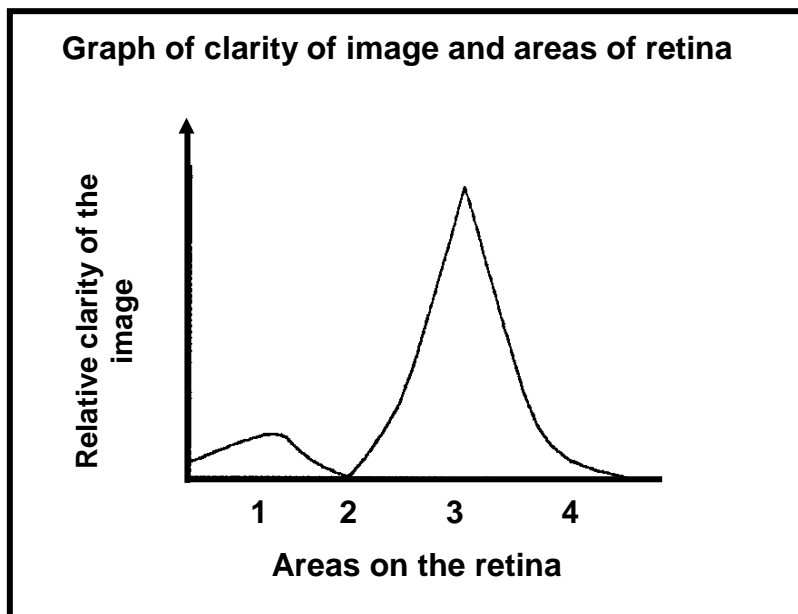 Graph of clarity of image and areas of retina
Relative clarity of the
image
1 2 3 4
Areas on the retina